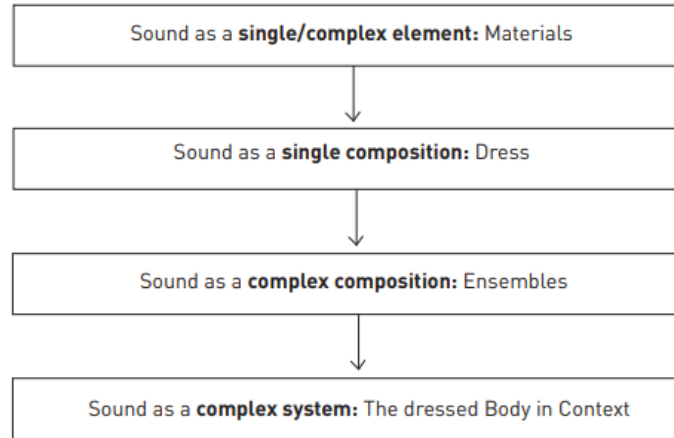 Sound as a single/complex element: Materials
Sound as a single composition: Dress
Sound as a complex composition: Ensembles
Sound as a complex system: The dressed Body in Context